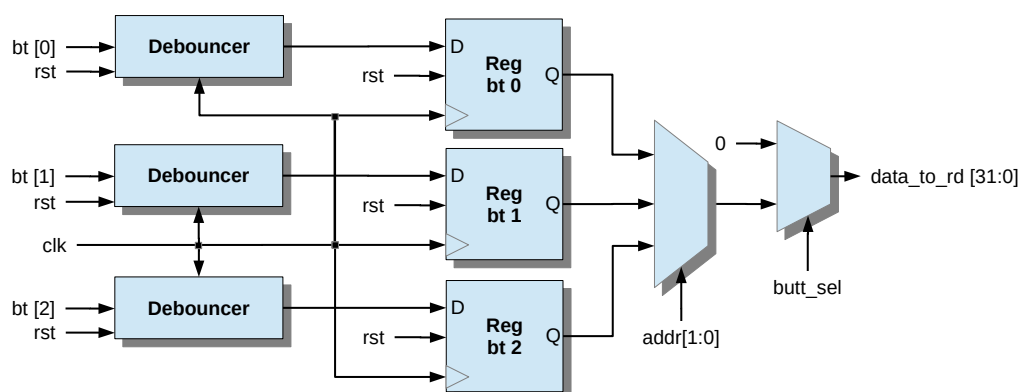 bt [0]
rst
Debouncer
D
rst
Reg
bt 0
Q
bt [1]
rst
Debouncer
D
rst
Reg
bt 1
Q
clk
bt [2]
rst
Debouncer
D
rst
Reg
bt 2
Q
addr[1:0]
0
butt_sel
data_to_rd [31:0]